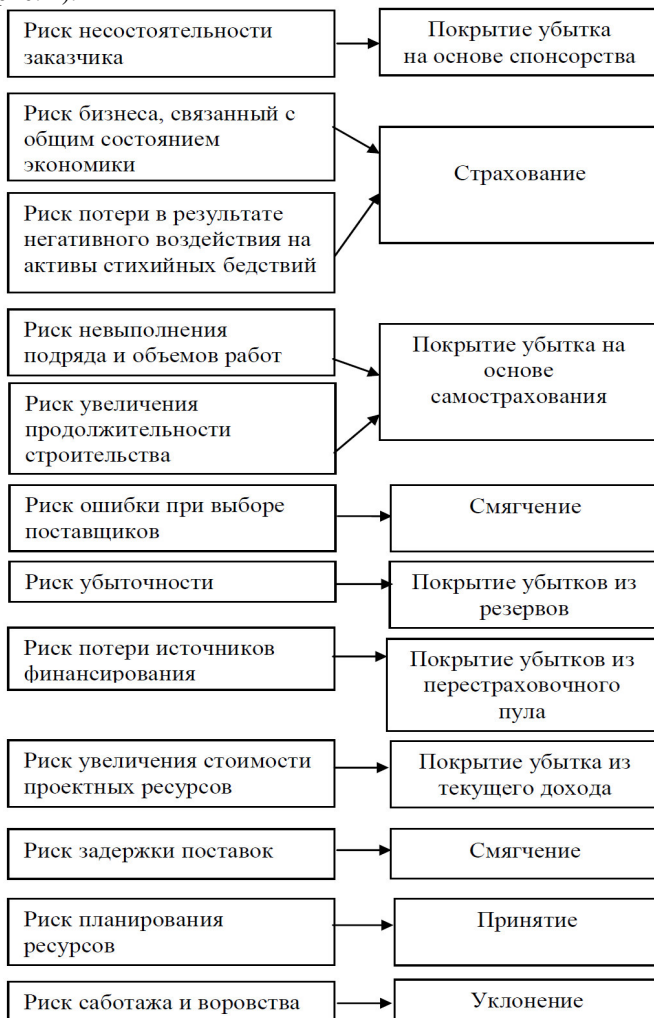 Риск несостоятельности
заказчика
Покрытие убытка
на основе спонсорства
Риск бизнеса, связанный с
общим состоянием
экономики
Страхование
Риск потери в результате
негативного воздействия на
активы стихийных бедствий
Риск невыполнения
подряда и объемов работ
Покрытие убытка на
основе
самострахования
Риск увеличения
продолжительности
строительства
Риск ошибки при выборе
поставщиков
Смягчение
Риск убыточности
Покрытие убытков из
резервов
Риск потери источников
финансирования
Покрытие убытков из
перестраховочного
пула
Риск увеличения стоимости
проектных ресурсов
Покрытие убытка из
текущего дохода
Риск задержки поставок
Смягчение
Риск планирования
ресурсов
Принятие
Риск саботажа и воровства
Уклонение